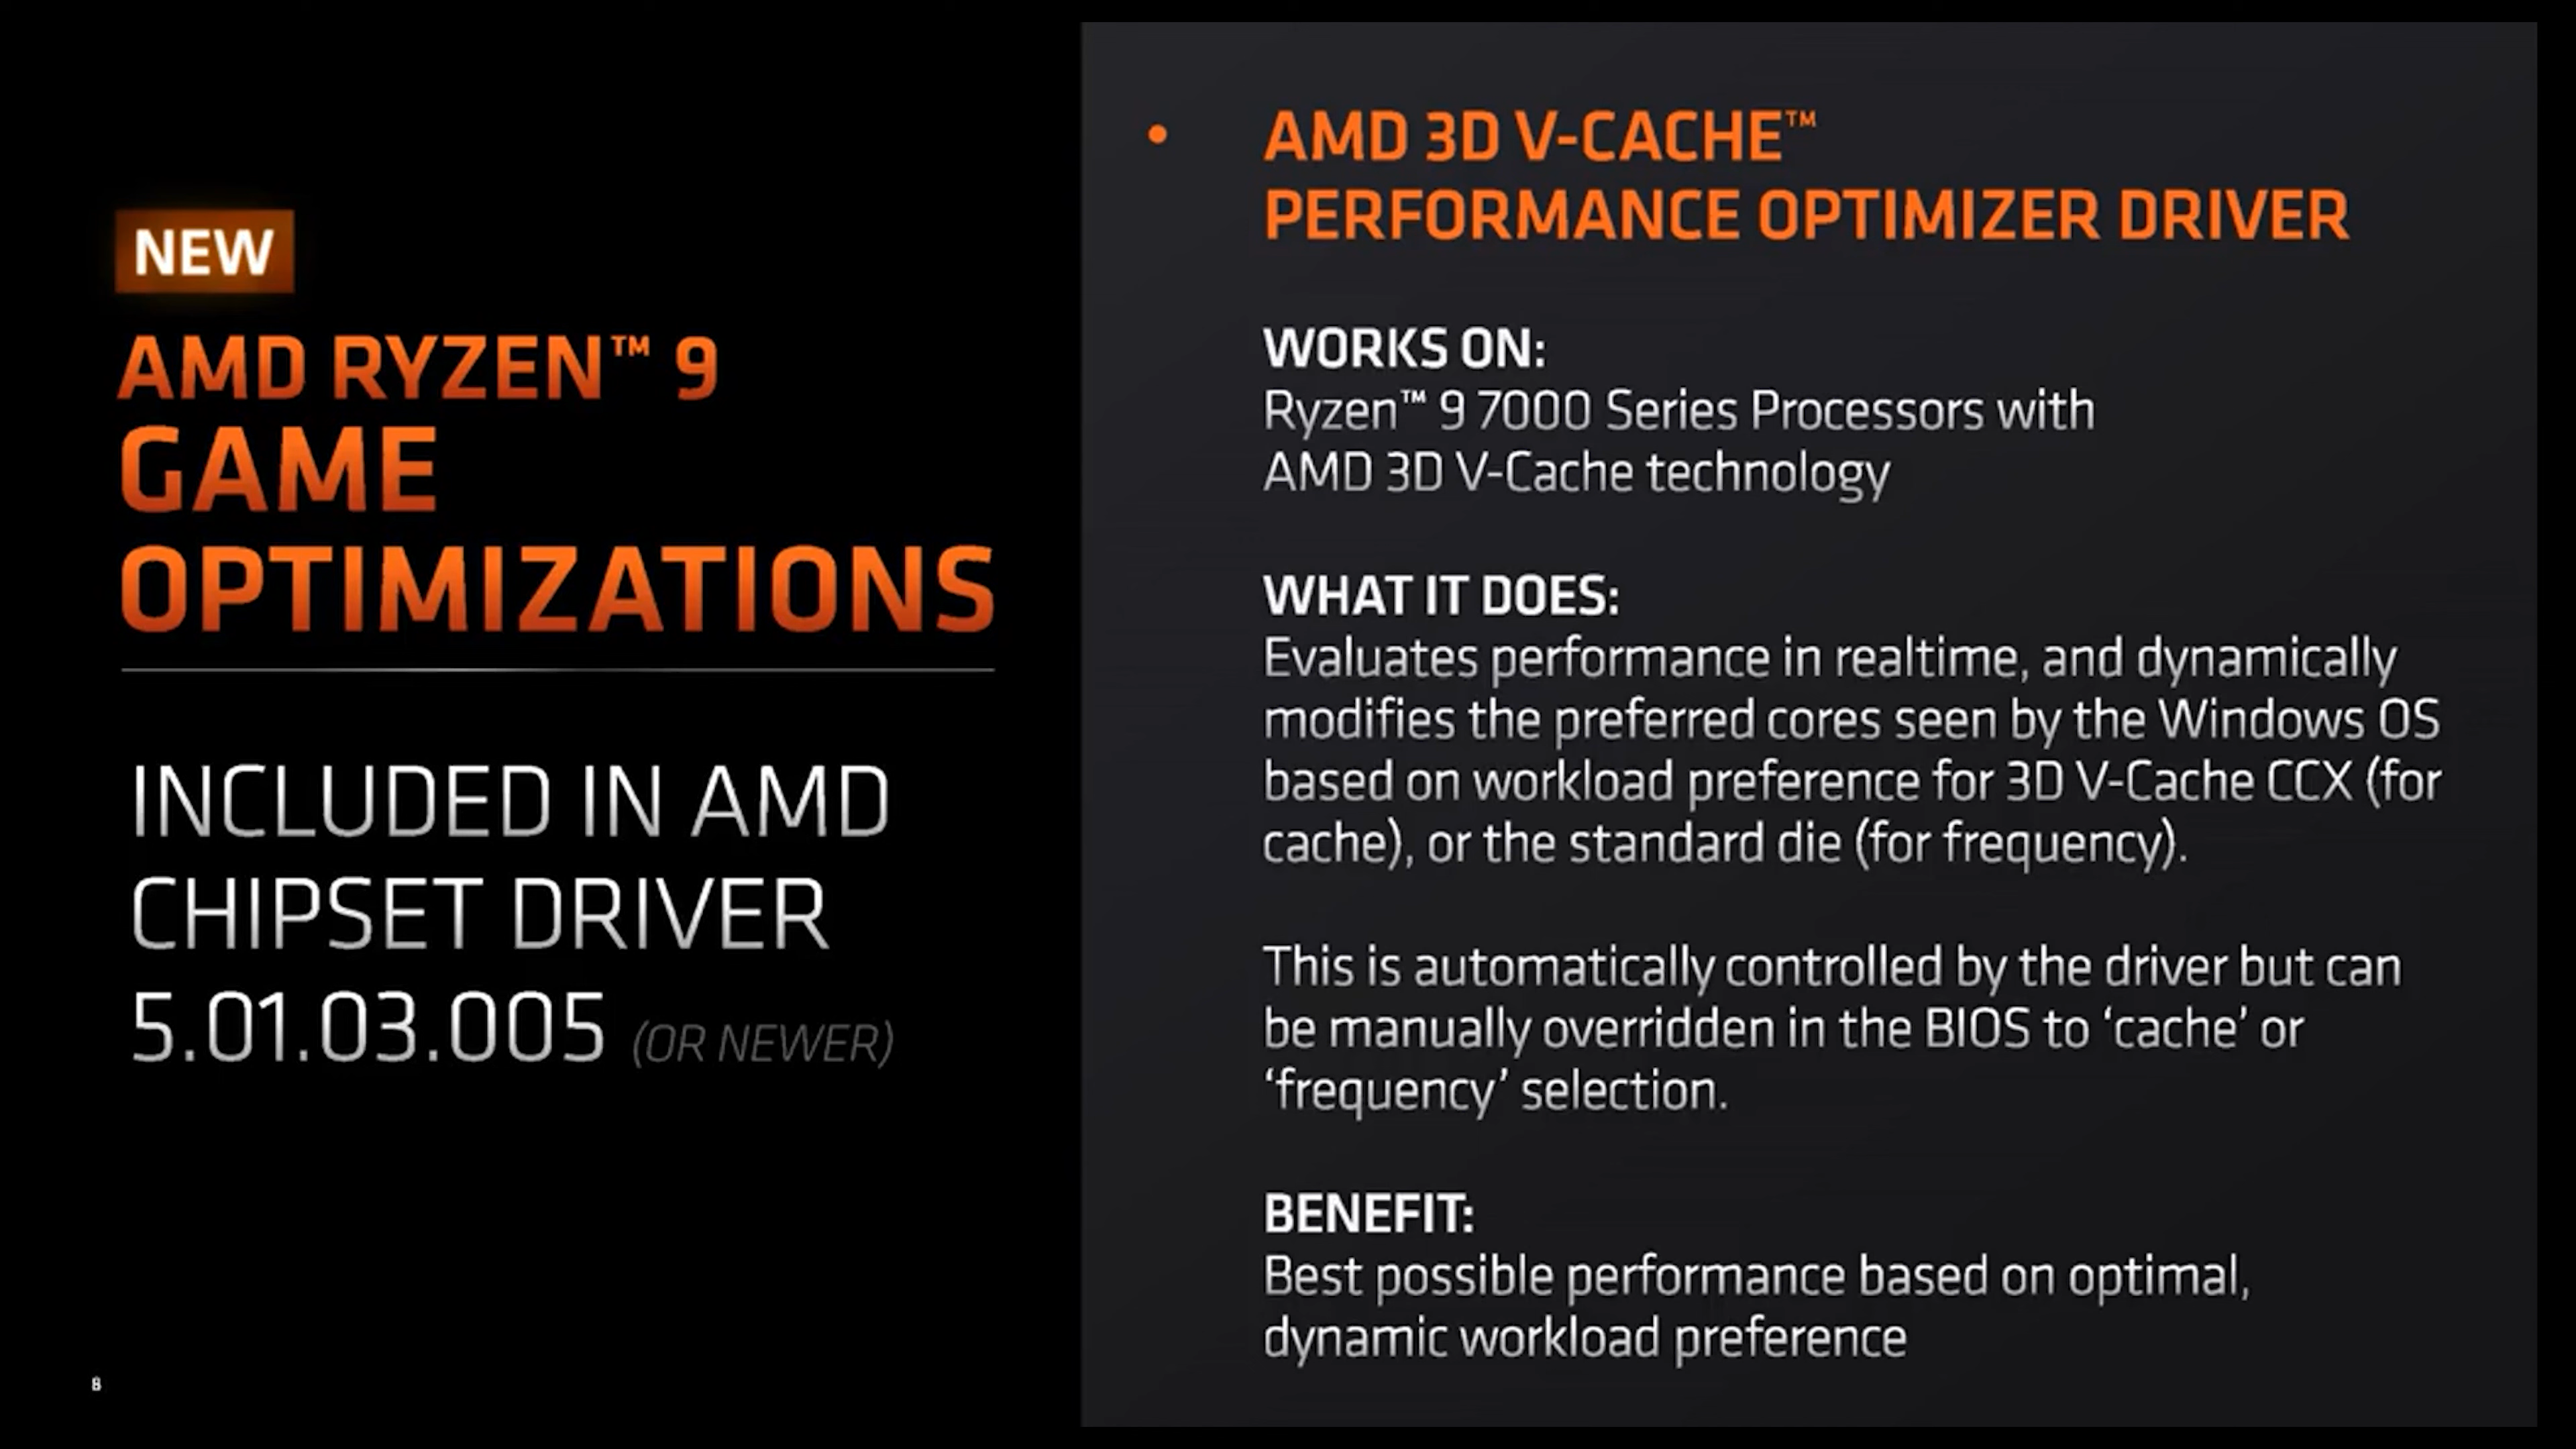 NEW
AMD RYZEN™ 9
GAME
OPTIMIZATIONS
INCLUDED IN AMD
CHIPSET DRIVER
5.01.03.005 (OR NEWER)
• AMD 3D V-CACHE™
PERFORMANCE OPTIMIZER DRIVER
WORKS ON:
Ryzen™ 9 7000 Series Processors with
AMD 3D V-Cache technology
WHAT IT DOES:
Evaluates performance in realtime, and dynamically
modifies the preferred cores seen by the Windows OS
based on workload preference for 3D V-Cache CCX (for
cache), or the standard die (for frequency).
This is automatically controlled by the driver but can
be manually overridden in the BIOS to ‘cache’ or
‘frequency’ selection.
BENEFIT:
Best possible performance based on optimal,
dynamic workload preference